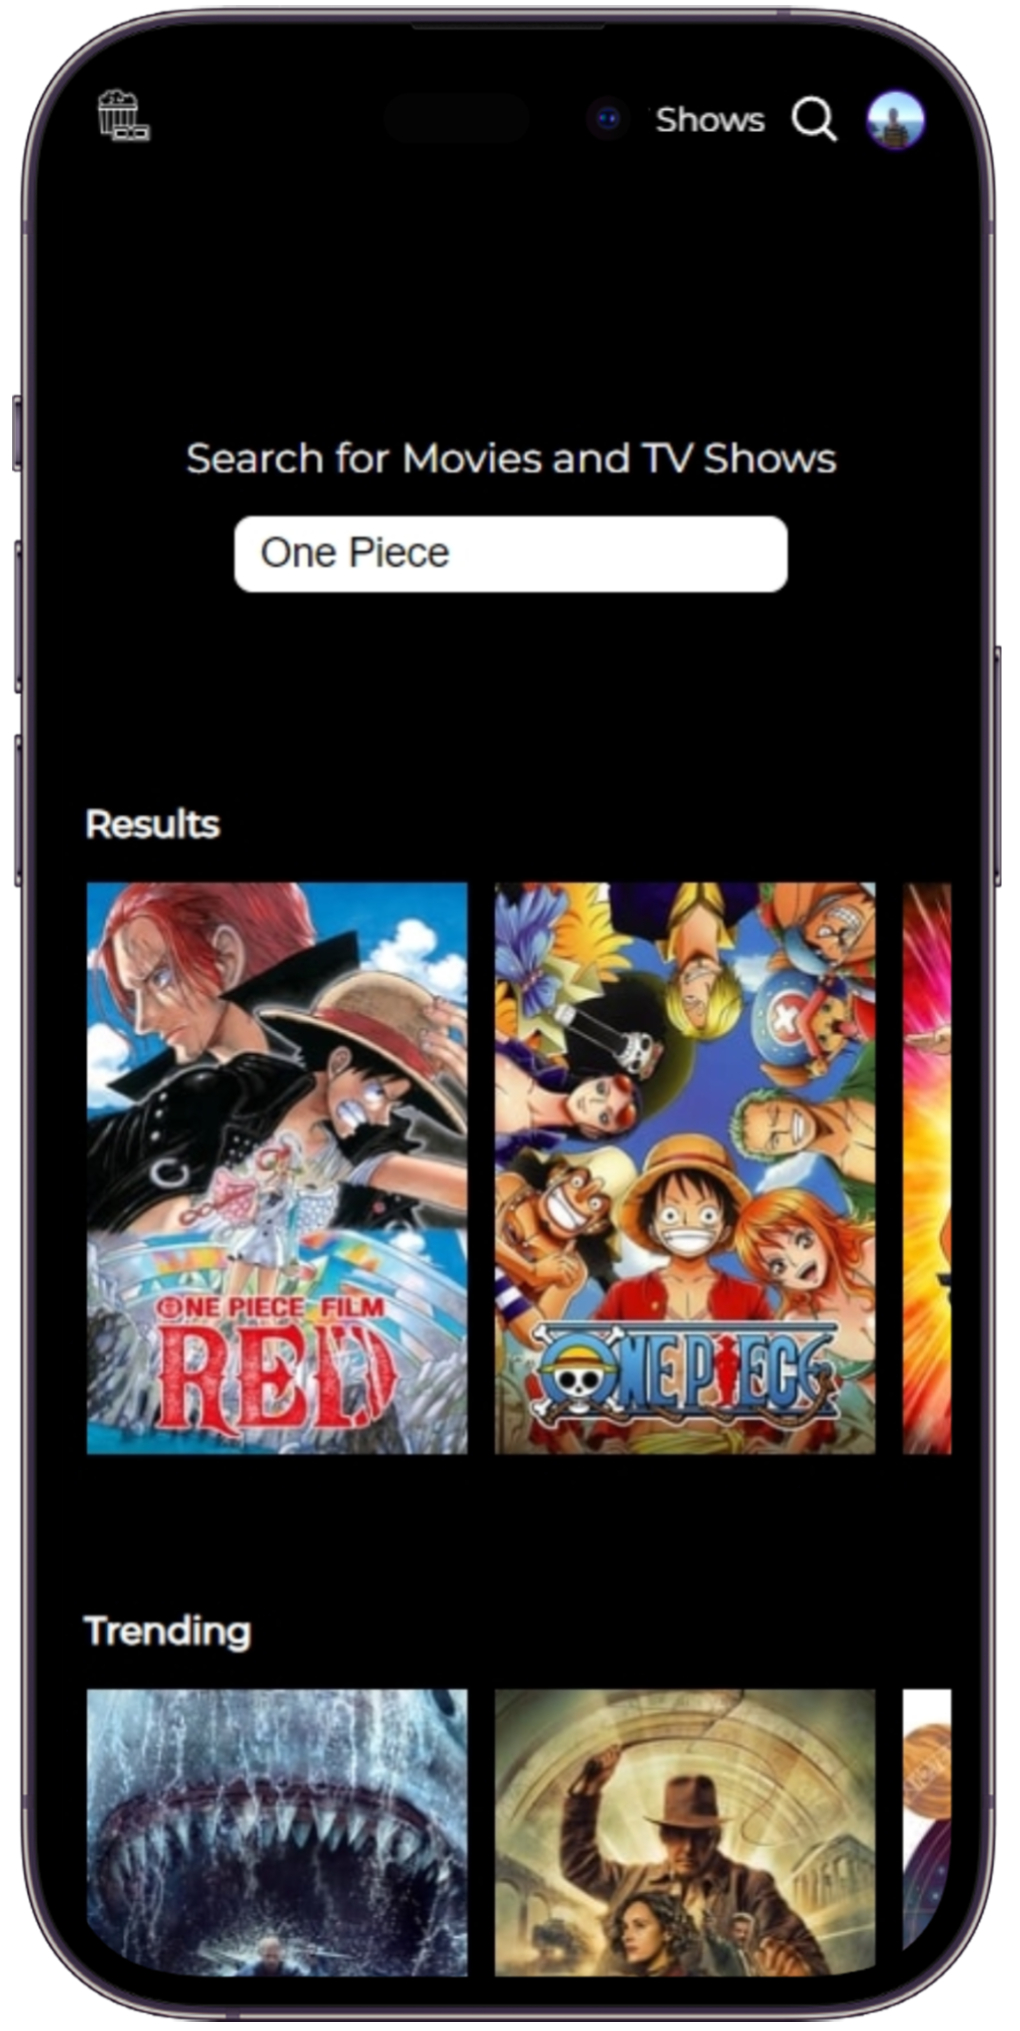 Shows
Search for Movies and TV Shows
One Piece
Results
ONE PIECE FILM
RED
ONE PIECE
Trending